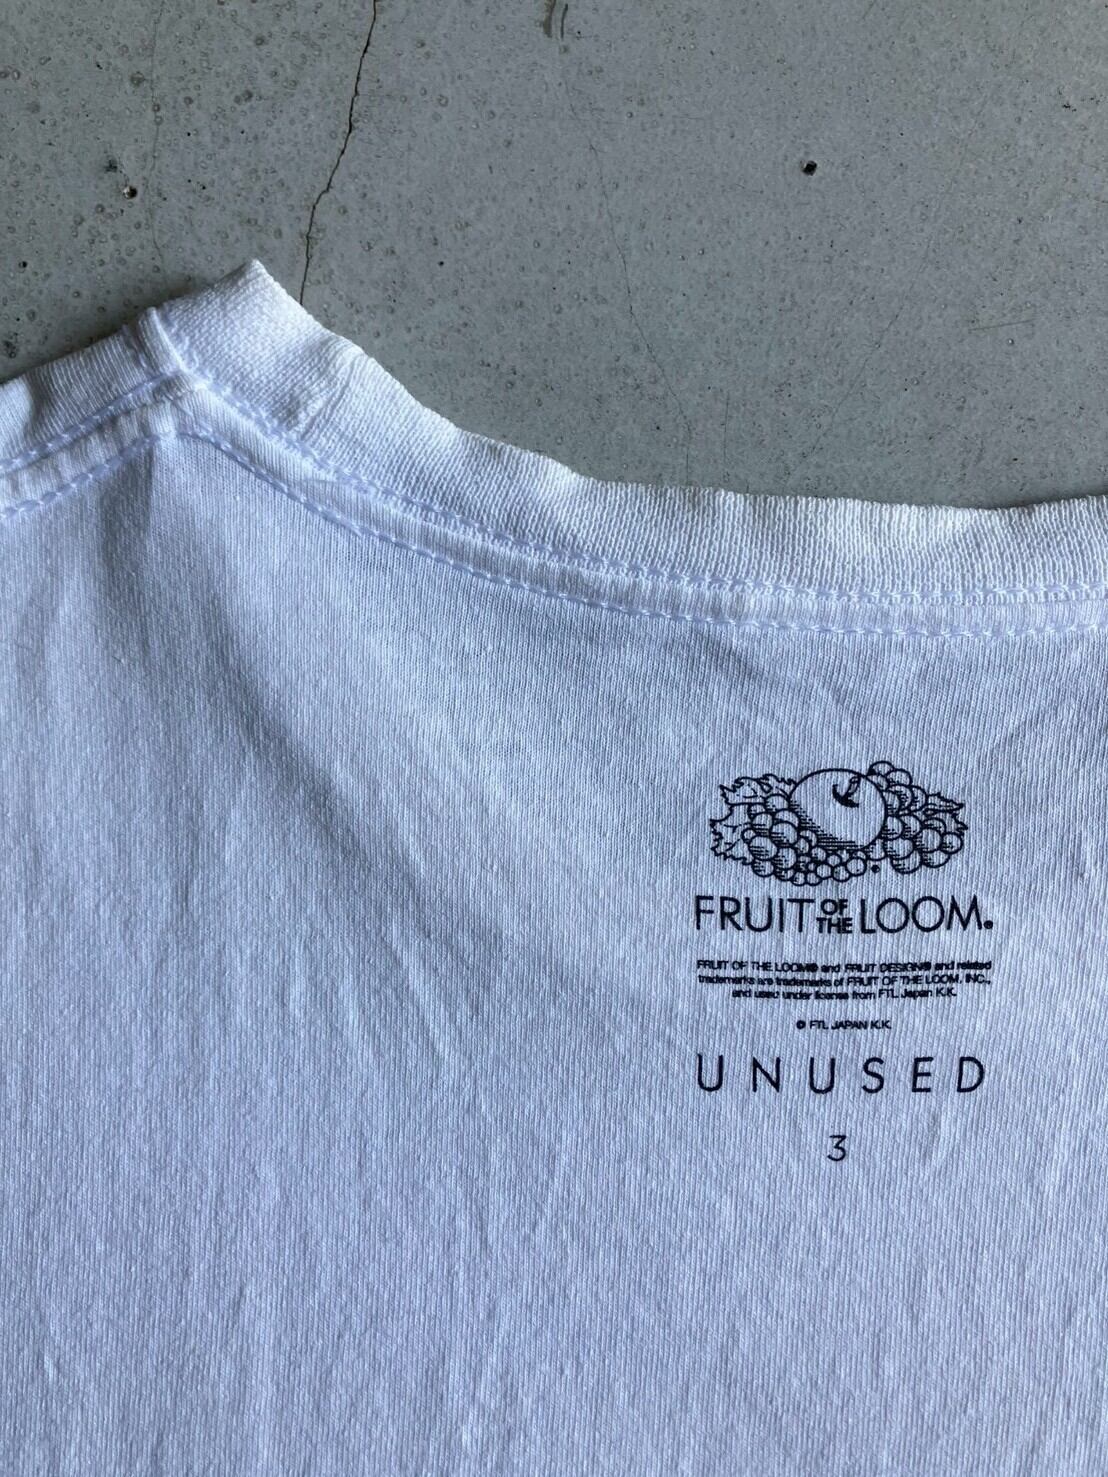 FRUIT OF THE LOOM®
FRUIT OF THE LOOM® and FRUIT DESIGN® and related
trademarks are trademarks of FRUIT OF THE LOOM, INC.,
and used under license from FTL Japan K.K.
© FTL JAPAN K.K.
UNUSED
3